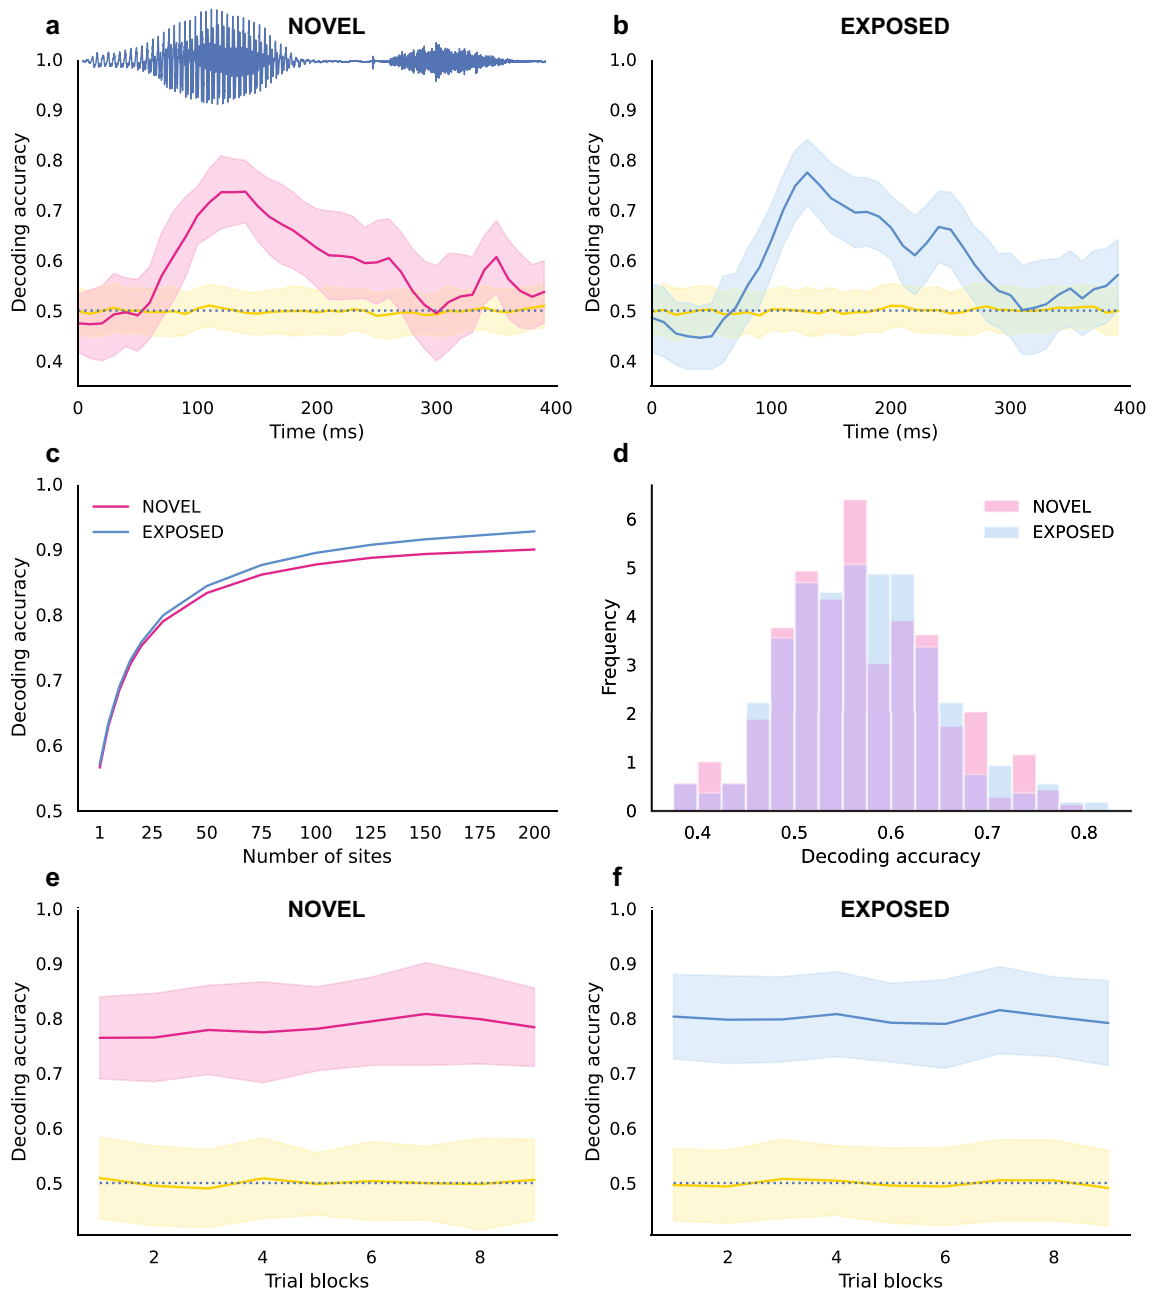 a NOVEL
1.0
0.9
0.8
0.7
0.6
0.5
0.4
Decoding accuracy
0 100 200 300 400
Time (ms)
b EXPOSED
1.0
0.9
0.8
0.7
0.6
0.5
0.4
Decoding accuracy
0 100 200 300 400
Time (ms)
c
1.0
0.9
0.8
0.7
0.6
0.5
Decoding accuracy
NOVEL
EXPOSED
1 25 50 75 100 125 150 175 200
Number of sites
d
6
5
4
3
2
1
0
Frequency
NOVEL
EXPOSED
0.4 0.5 0.6 0.7 0.8
Decoding accuracy
e NOVEL
1.0
0.9
0.8
0.7
0.6
0.5
Decoding accuracy
2 4 6 8
Trial blocks
f EXPOSED
1.0
0.9
0.8
0.7
0.6
0.5
Decoding accuracy
2 4 6 8
Trial blocks